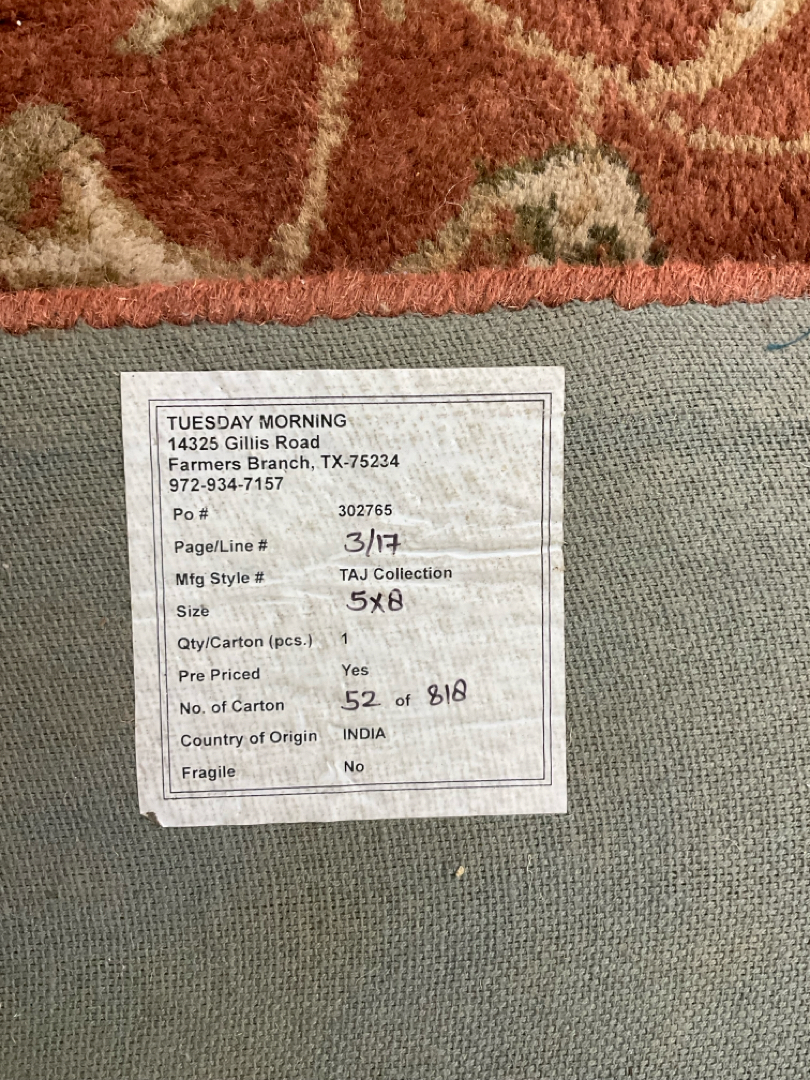 TUESDAY MORNING
14325 Gillis Road
Farmers Branch, TX-75234
972-934-7157
Po # 302765
Page/Line # 3/17
Mfg Style # TAJ Collection
Size 5X8
Qty/Carton (pcs.) 1
Pre Priced Yes
No. of Carton 52 of 818
Country of Origin INDIA
Fragile No